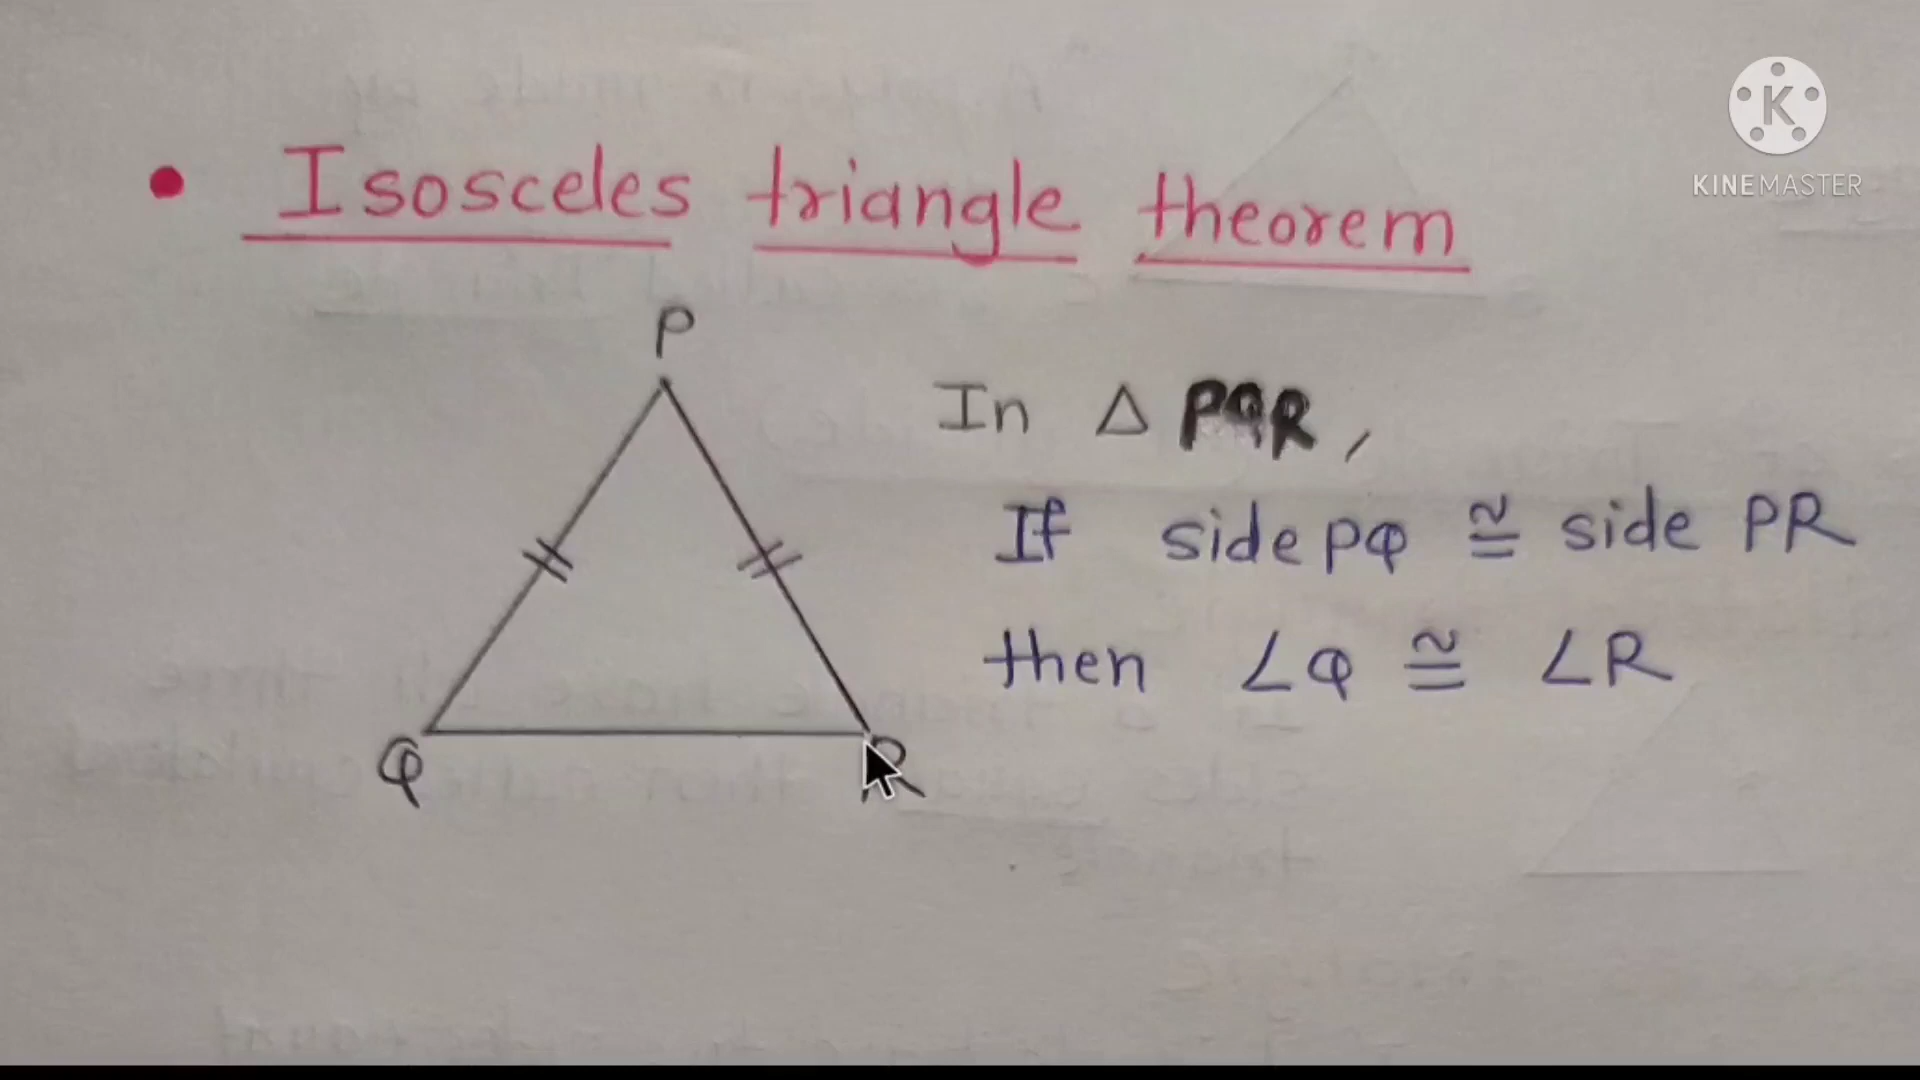 • Isosceles triangle theorem
K
KINEMASTER
P
In △ PQR,
If side PQ ≅ side PR
then ∠Q ≅ ∠R
Q R